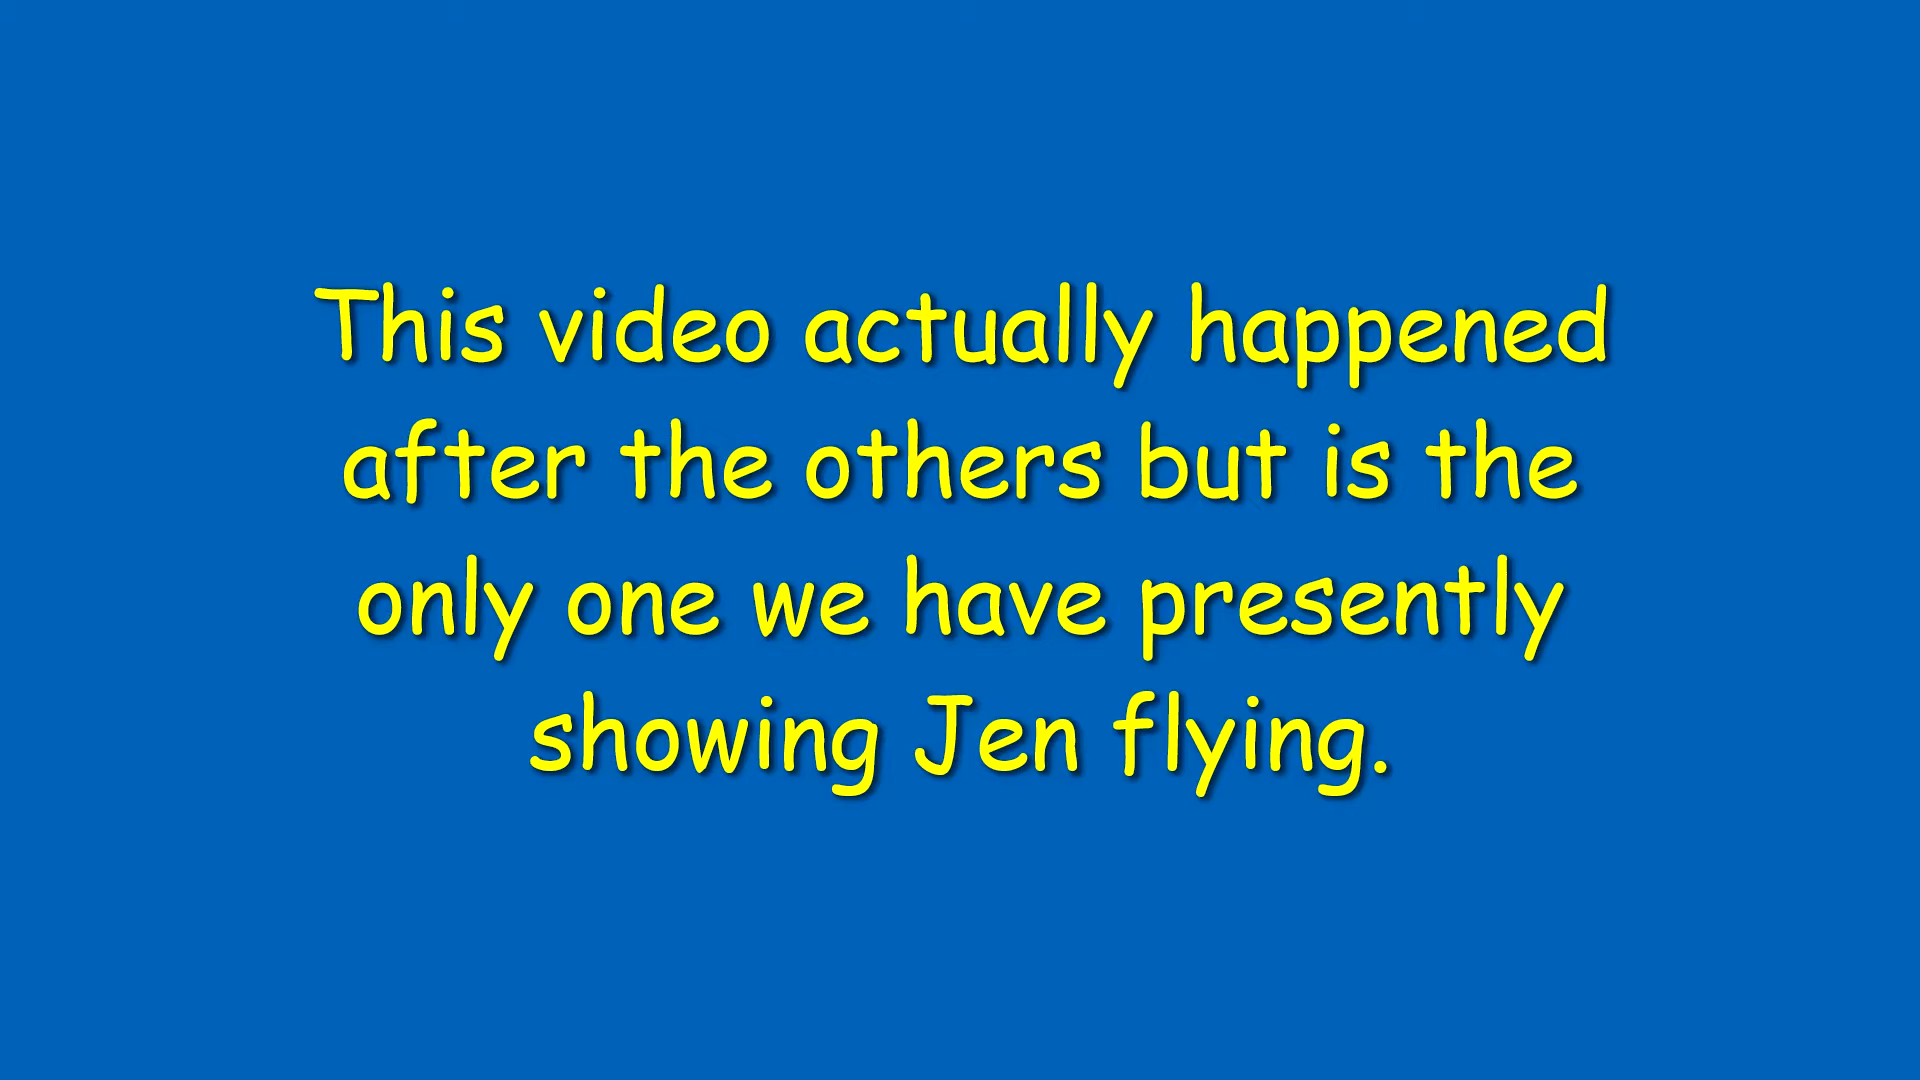 This video actually happened
after the others but is the
only one we have presently
showing Jen flying.